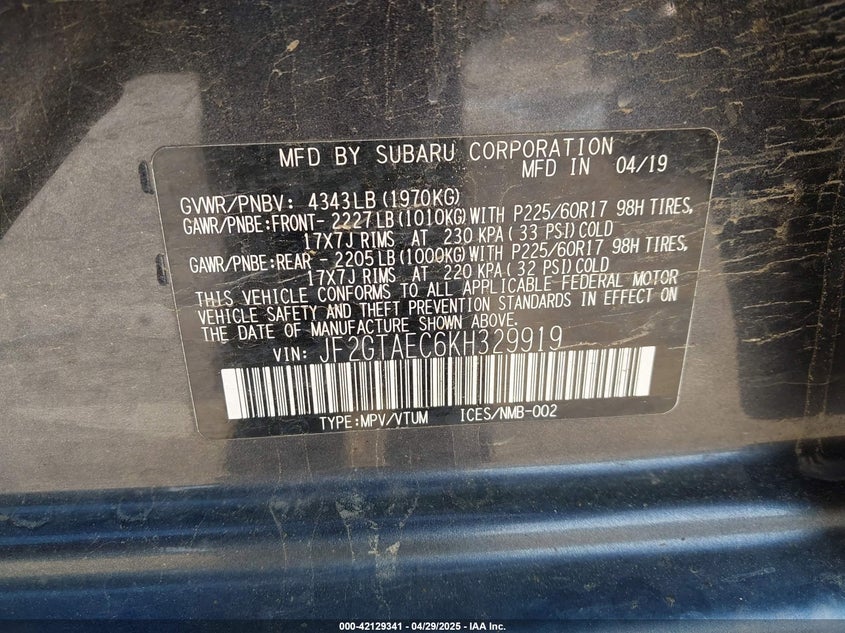 MFD BY SUBARU CORPORATION
MFD IN 04/19
GVWR/PNBV: 4343LB(1970KG)
GAWR/PNBE:FRONT- 2227LB(1010KG)WITH P225/60R17 98H TIRES,
17X7J RIMS AT 230 KPA( 33 PSI)COLD
GAWR/PNBE:REAR - 2205LB(1000KG)WITH P225/60R17 98H TIRES,
17X7J RIMS AT 220 KPA( 32 PSI)COLD
THIS VEHICLE CONFORMS TO ALL APPLICABLE FEDERAL MOTOR
VEHICLE SAFETY AND THEFT PREVENTION STANDARDS IN EFFECT ON
THE DATE OF MANUFACTURE SHOWN ABOVE.
VIN: JF2GTAEC6KH329919
TYPE:MPV/VTUM ICES/NMB-002
000-42129341 | 04/29/2025 - IAA Inc.